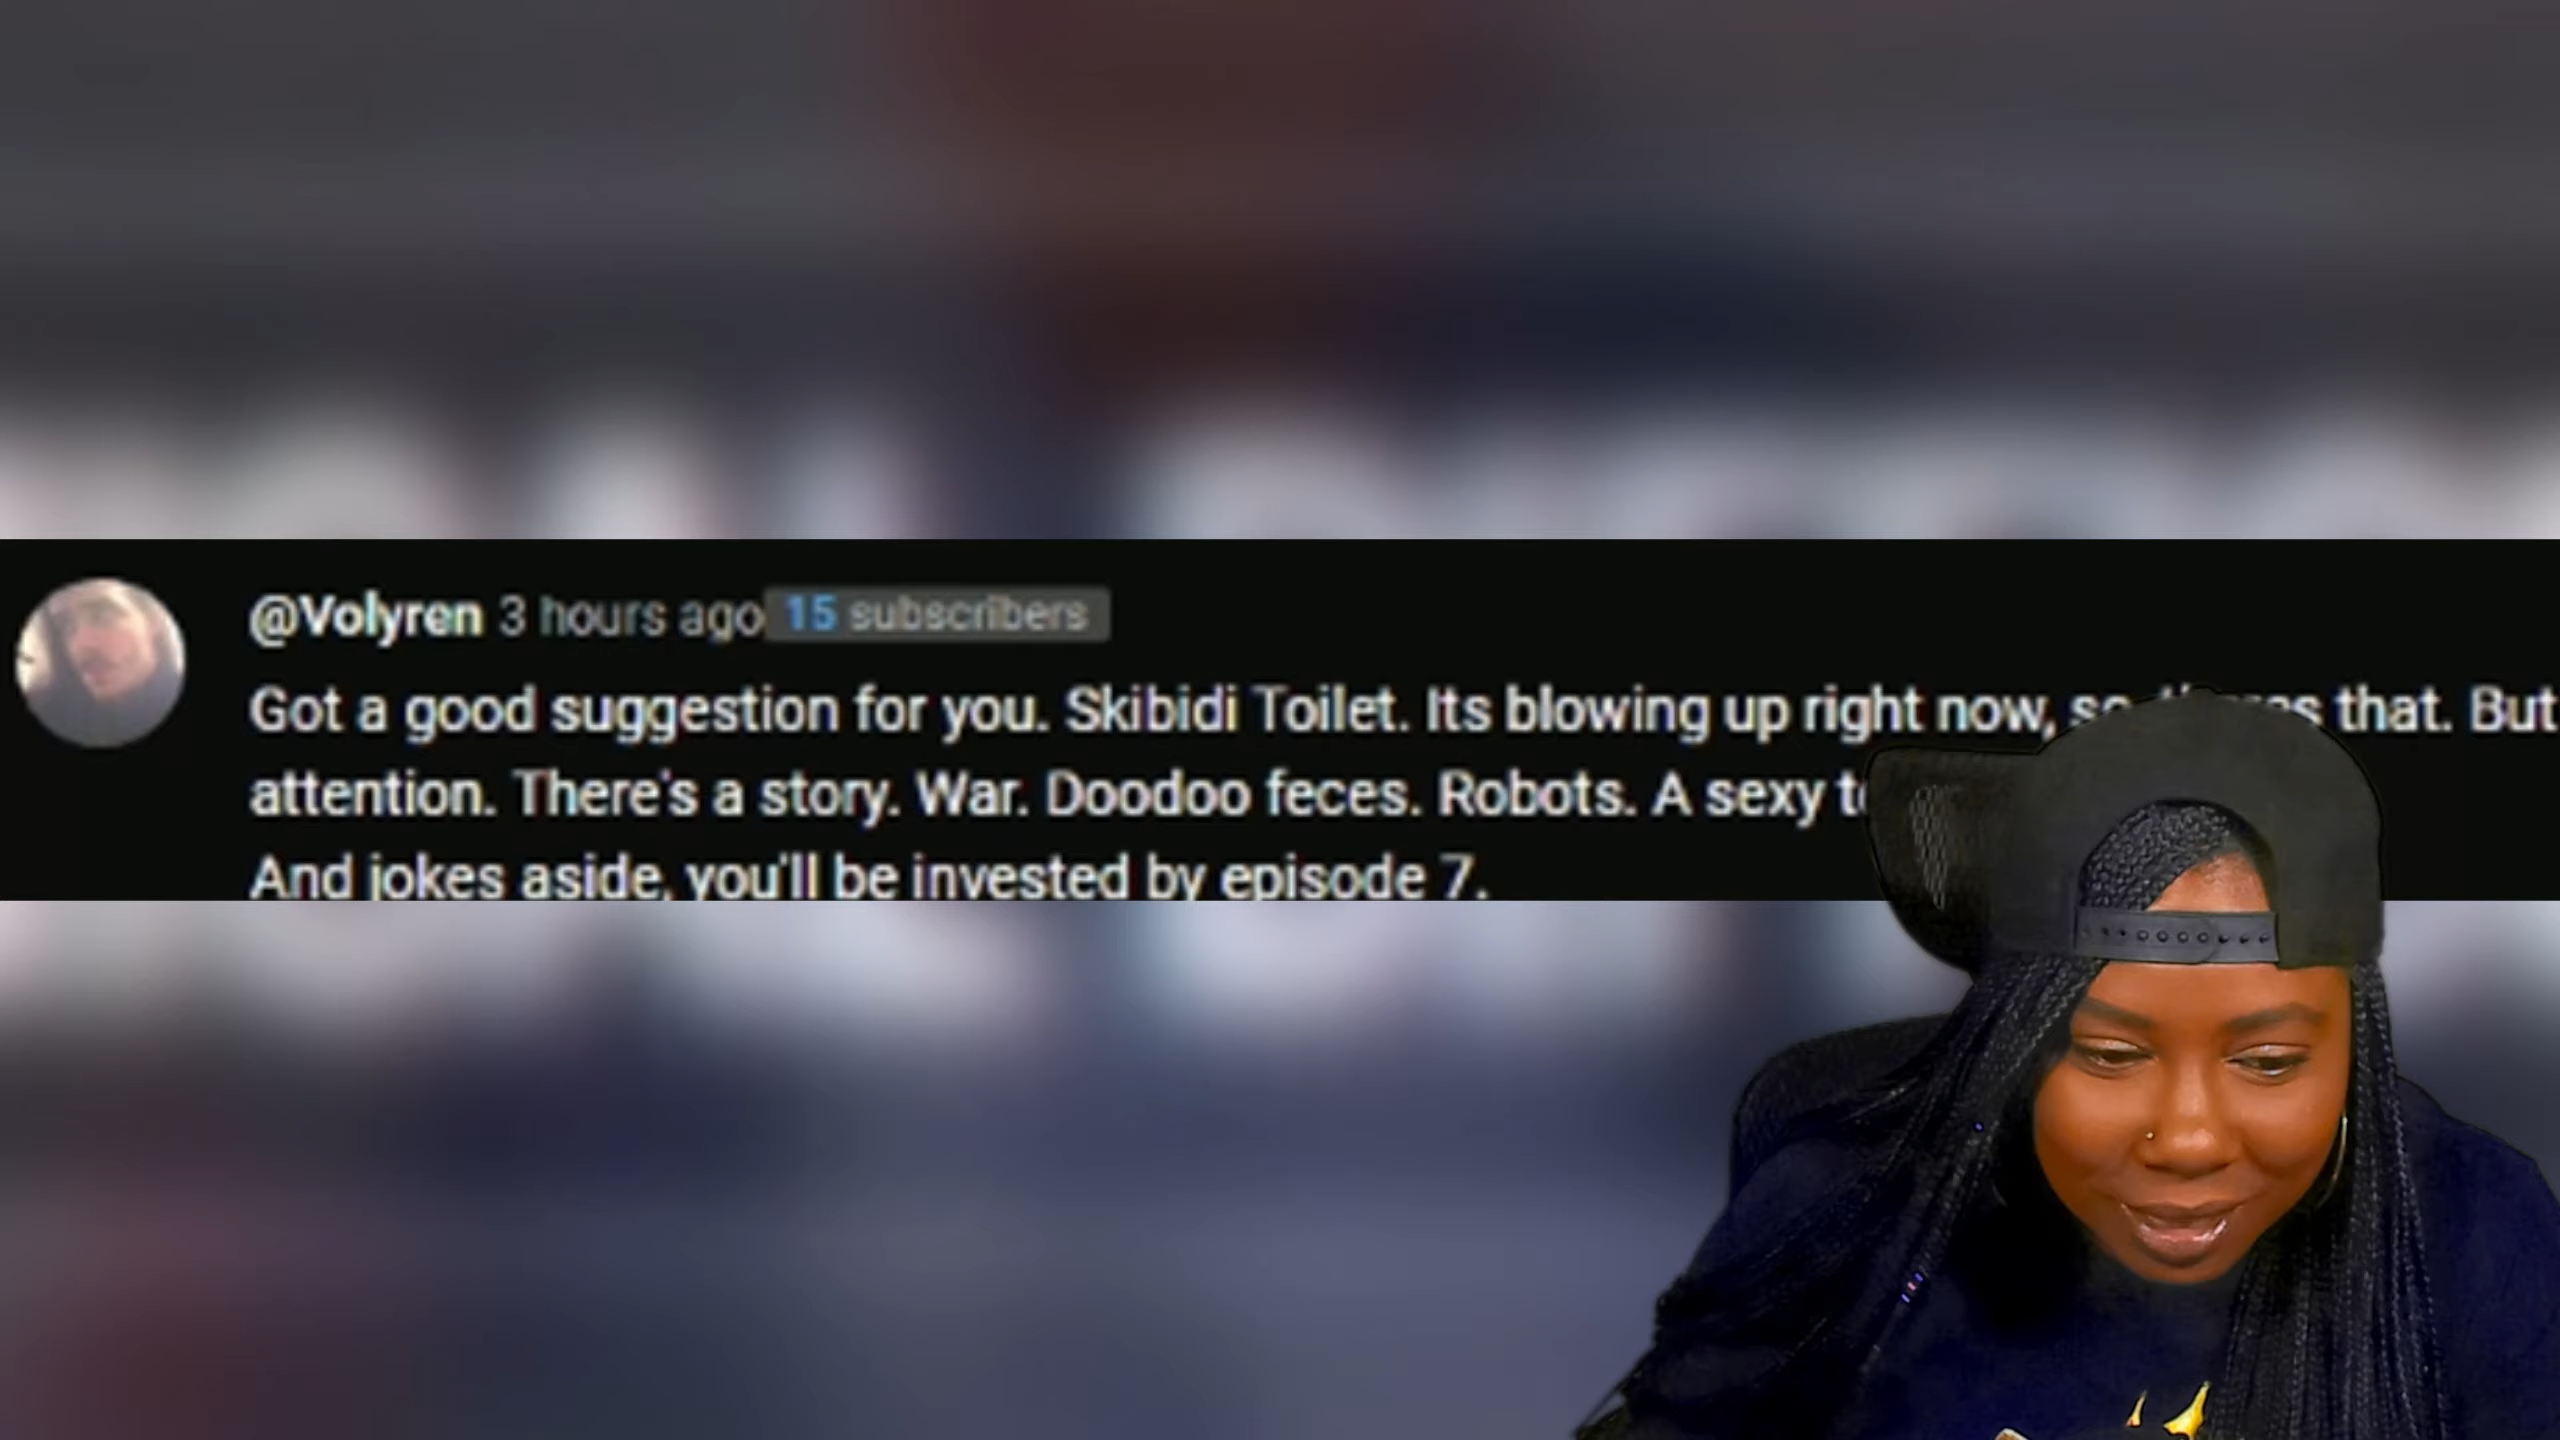 @Volyren 3 hours ago 15 subscribers
Got a good suggestion for you. Skibidi Toilet. Its blowing up right now, that. But
attention. There's a story. War. Doodoo feces. Robots. A sexy
And jokes aside, you'll be invested by episode 7.